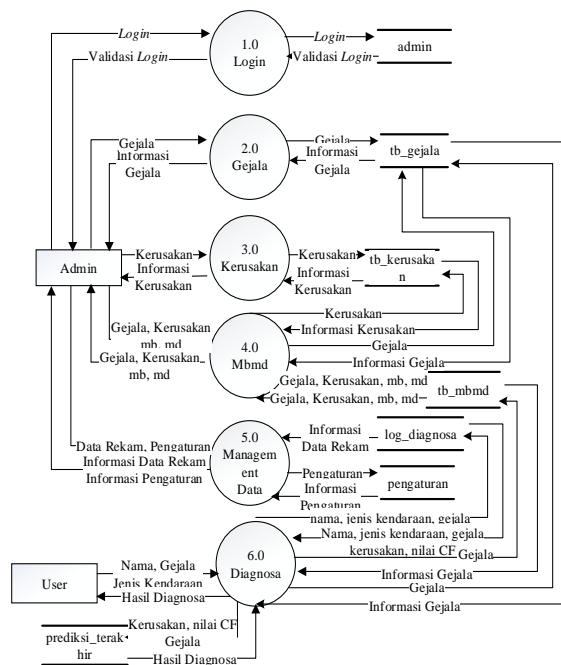 Login
1.0
Login
Login
admin
Validasi Login
Validasi Login
Gejala
Informasi
Gejala
2.0
Gejala
Gejala
Informasi
Gejala
tb_gejala
Admin
Kerusakan
Informasi
Kerusakan
3.0
Kerusakan
Kerusakan
Informasi
Kerusakan
tb_kerusaka
n
Kerusakan
Informasi Kerusakan
Gejala
Informasi Gejala
Gejala, Kerusakan
mb, md
Gejala, Kerusakan
mb, md
4.0
Mbmd
Gejala, Kerusakan, mb, md
Gejala, Kerusakan, mb, md
tb_mbmd
Data Rekam, Pengaturan
Informasi Data Rekam
Informasi Pengaturan
5.0
Managem
ent
Data
Informasi
Data Rekam
log_diagnosa
Pengaturan
Informasi
Pengaturan
pengaturan
nama, jenis kendaraan, gejala
Nama, jenis kendaraan, gejala
kerusakan, nilai CF
Gejala
Informasi Gejala
Gejala
Informasi Gejala
User
Nama, Gejala
Jenis Kendaraan
Hasil Diagnosa
6.0
Diagnosa
prediksi_terak
hir
Kerusakan, nilai CF
Gejala
Hasil Diagnosa